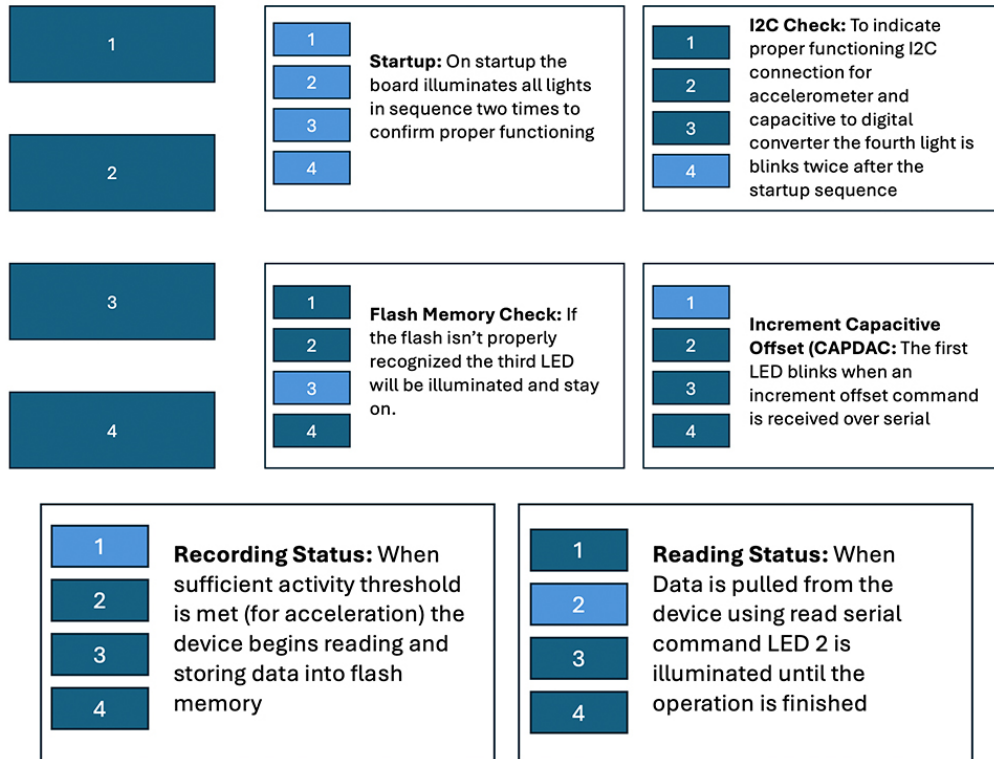 1
2
3
4
1
2
3
4
Startup: On startup the
board illuminates all lights
in sequence two times to
confirm proper functioning
1
2
3
4
I2C Check: To indicate
proper functioning I2C
connection for
accelerometer and
capacitive to digital
converter the fourth light is
blinks twice after the
startup sequence
1
2
3
4
Flash Memory Check: If
the flash isn’t properly
recognized the third LED
will be illuminated and stay
on.
1
2
3
4
Increment Capacitive
Offset (CAPDAC: The first
LED blinks when an
increment offset command
is received over serial
1
2
3
4
Recording Status: When
sufficient activity threshold
is met (for acceleration) the
device begins reading and
storing data into flash
memory
1
2
3
4
Reading Status: When
Data is pulled from the
device using read serial
command LED 2 is
illuminated until the
operation is finished